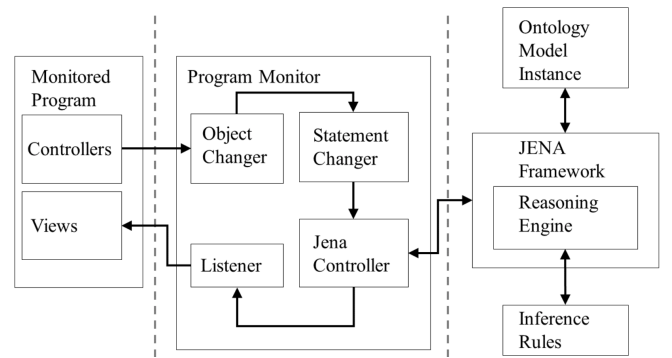 Monitored
Program
Controllers
Views
Program Monitor
Object
Changer
Statement
Changer
Listener
Jena
Controller
Ontology
Model
Instance
JENA
Framework
Reasoning
Engine
Inference
Rules